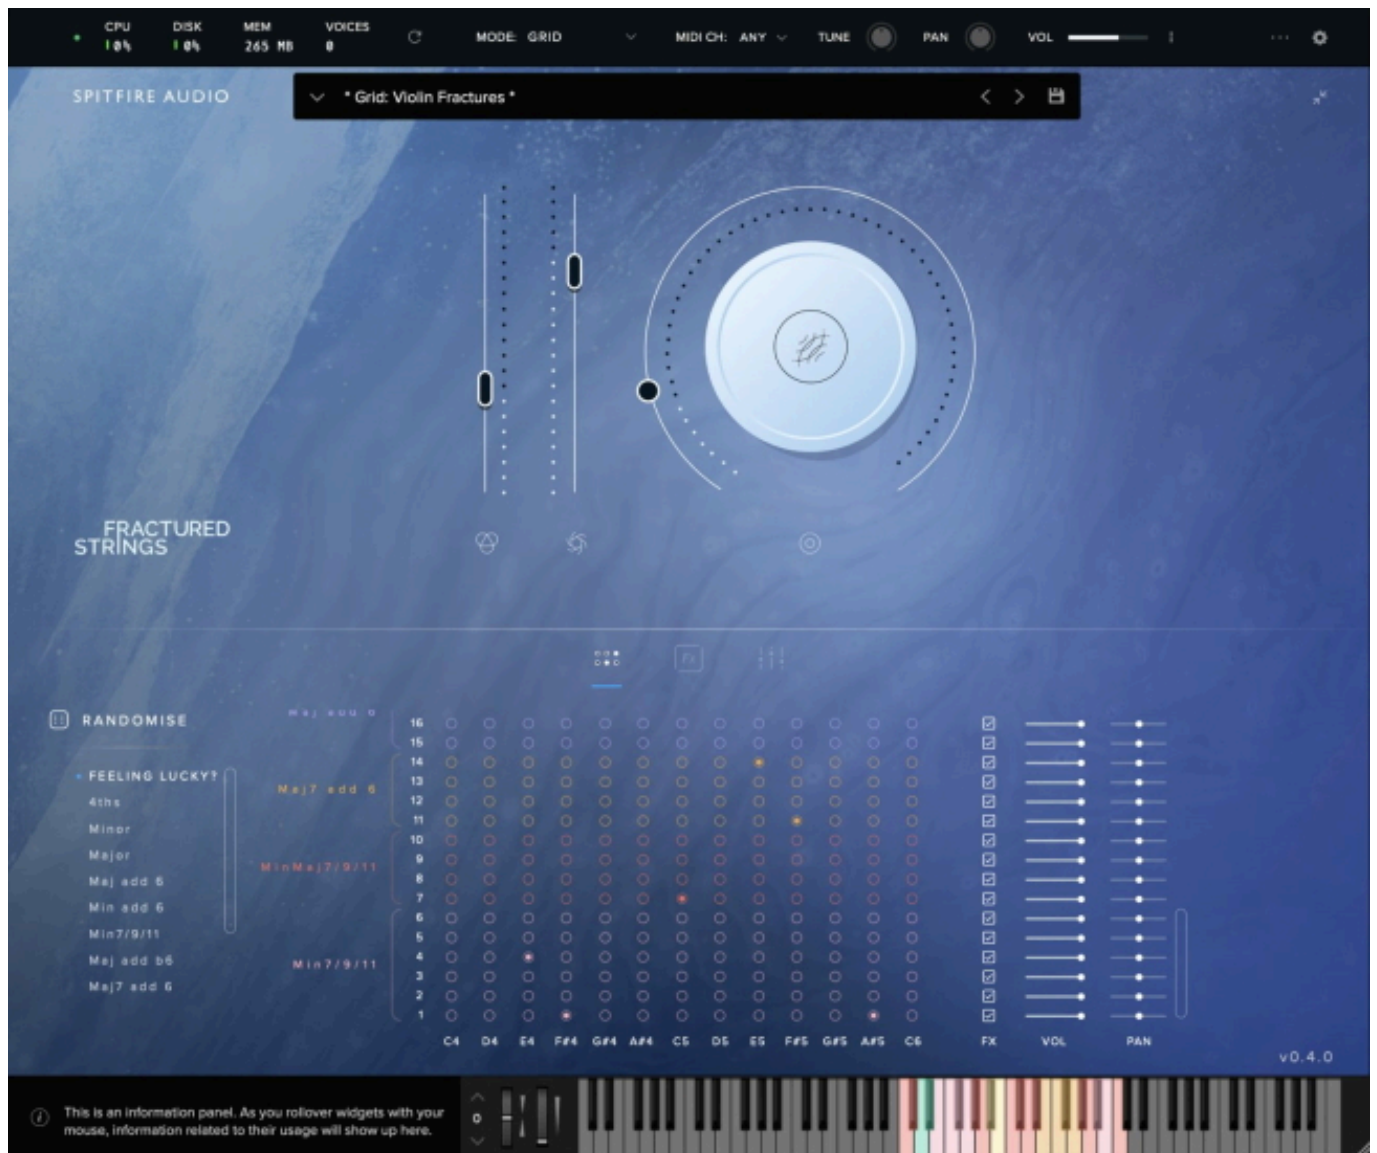 CPU DISK MEM VOICES
0% 0% 265 MB 0 MODE: GRID MIDI CH: ANY TUNE PAN VOL
SPITFIRE AUDIO * Grid: Violin Fractures *
FRACTURED
STRINGS
Fx
RANDOMISE
FEELING LUCKY?
4ths
Minor
Major
Maj add 6
Min add 6
Min7/9/11
Maj add b6
Maj7 add 6
Maj add 6
Maj7 add 6
MinMaj7/9/11
Min7/9/11
16
15
14
13
12
11
10
9
8
7
6
5
4
3
2
1
C4 D4 E4 F#4 G#4 A#4 C5 D5 E5 F#5 G#5 A#5 C6 FX VOL PAN
v0.4.0
This is an information panel. As you rollover widgets with your
mouse, information related to their usage will show up here.
0